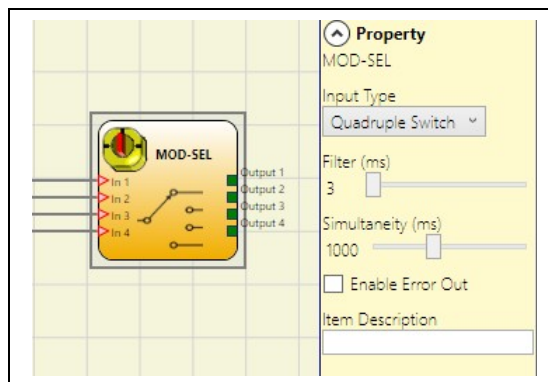 MOD-SEL
In 1
In 2
In 3
In 4
Output 1
Output 2
Output 3
Output 4
Property
MOD-SEL
Input Type
Quadruple Switch
Filter (ms)
3
Simultaneity (ms)
1000
Enable Error Out
Item Description